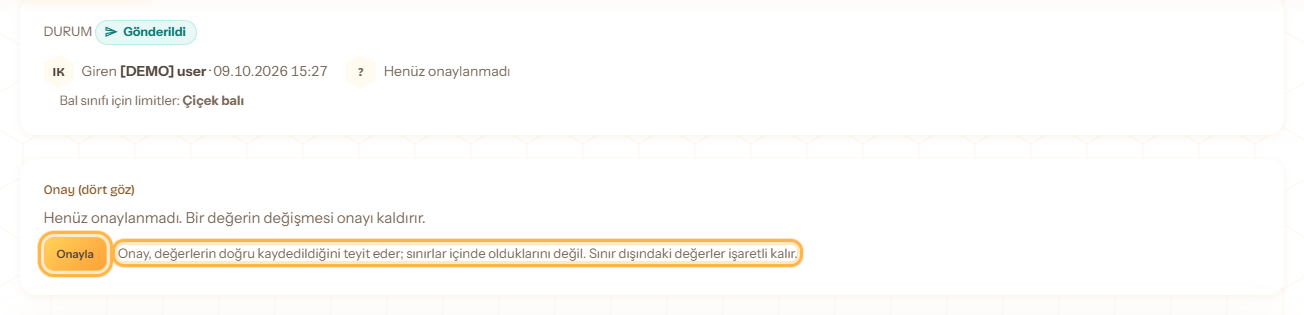 DURUM Gönderildi
IK Giren [DEMO] user · 09.10.2026 15:27 ? Henüz onaylanmadı
Bal sınıfı için limitler: Çiçek balı
Onay (dört göz)
Henüz onaylanmadı. Bir değerin değişmesi onayı kaldırır.
Onayla Onay, değerlerin doğru kaydedildiğini teyit eder; sınırlar içinde olduklarını değil. Sınır dışındaki değerler işaretli kalır.